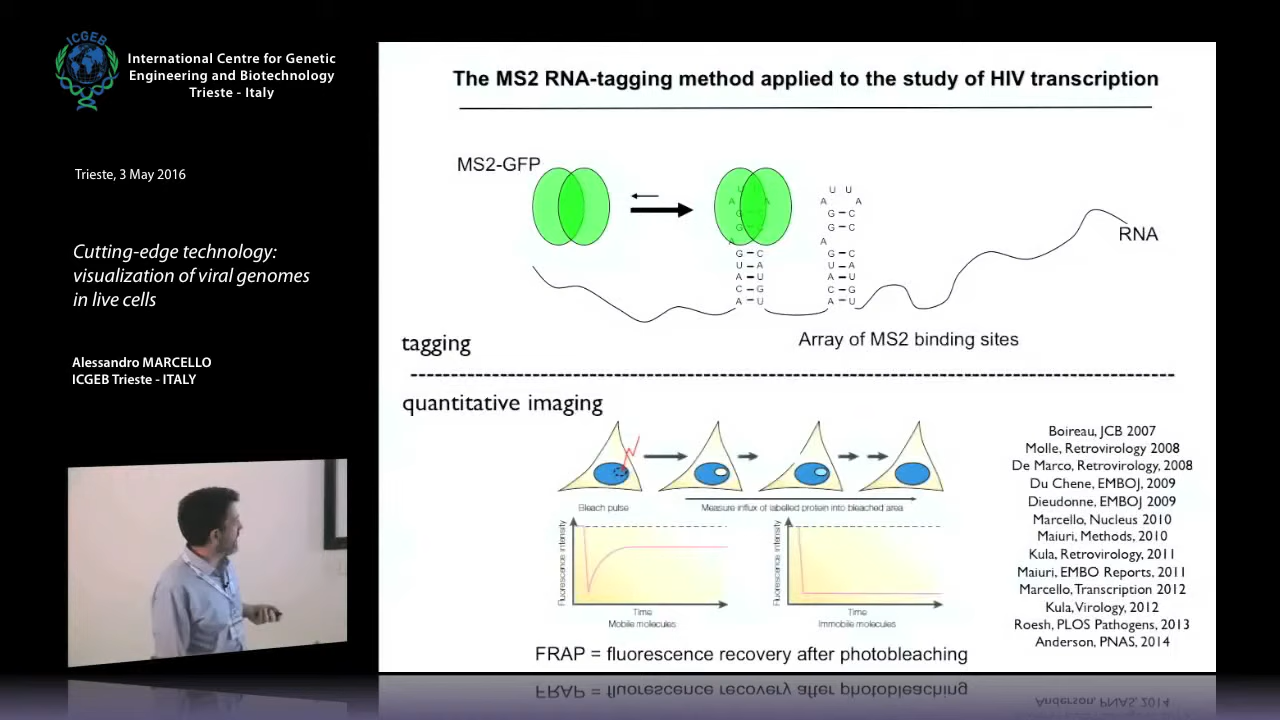 ICGEB
International Centre for Genetic
Engineering and Biotechnology
Trieste - Italy
Trieste, 3 May 2016
Cutting-edge technology:
visualization of viral genomes
in live cells
Alessandro MARCELLO
ICGEB Trieste - ITALY
The MS2 RNA-tagging method applied to the study of HIV transcription
MS2-GFP
U U
A A
G C
G C
A
G C
U A
A U
C G
A U
RNA
Array of MS2 binding sites
tagging
quantitative imaging
Bleach pulse
Measure influx of labelled protein into bleached area
Fluorescence intensity
Time
Mobile molecules
Fluorescence intensity
Time
Immobile molecules
FRAP = fluorescence recovery after photobleaching
Boireau, JCB 2007
Molle, Retrovirology 2008
De Marco, Retrovirology, 2008
Du Chene, EMBOJ, 2009
Dieudonne, EMBOJ 2009
Marcello, Nucleus 2010
Maiuri, Methods, 2010
Kula, Retrovirology, 2011
Maiuri, EMBO Reports, 2011
Marcello, Transcription 2012
Kula, Virology, 2012
Roesh, PLOS Pathogens, 2013
Anderson, PNAS, 2014